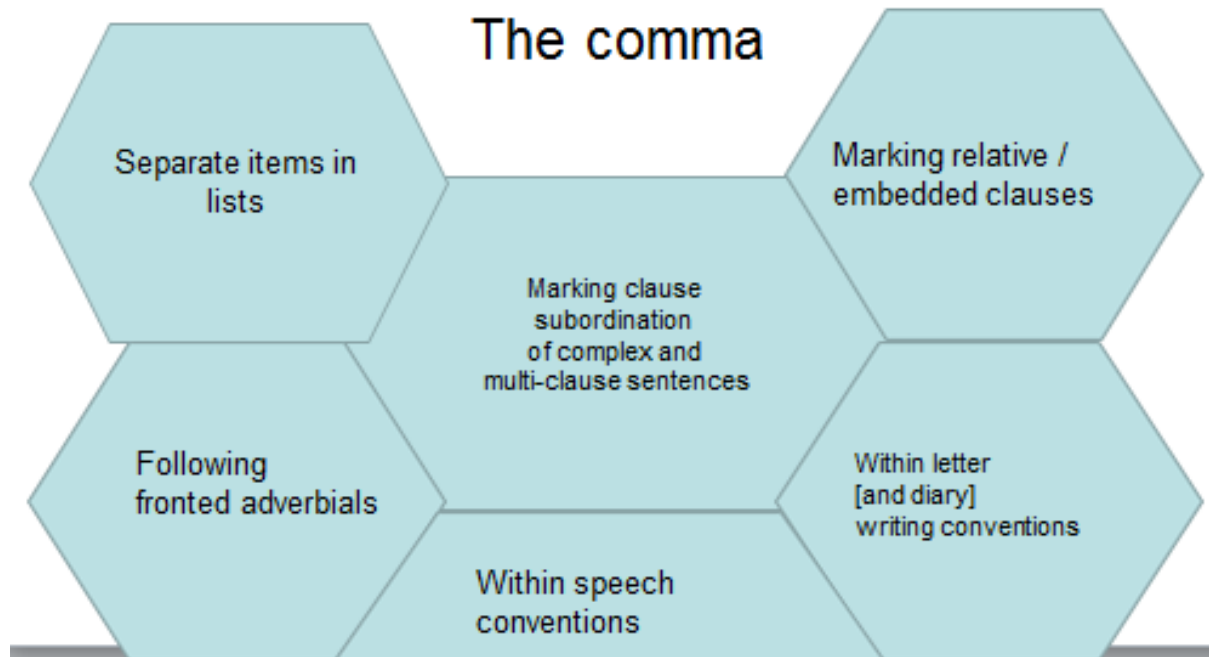 The comma
Separate items in
lists
Marking relative /
embedded clauses
Marking clause
subordination
of complex and
multi-clause sentences
Following
fronted adverbials
Within letter
[and diary]
writing conventions
Within speech
conventions